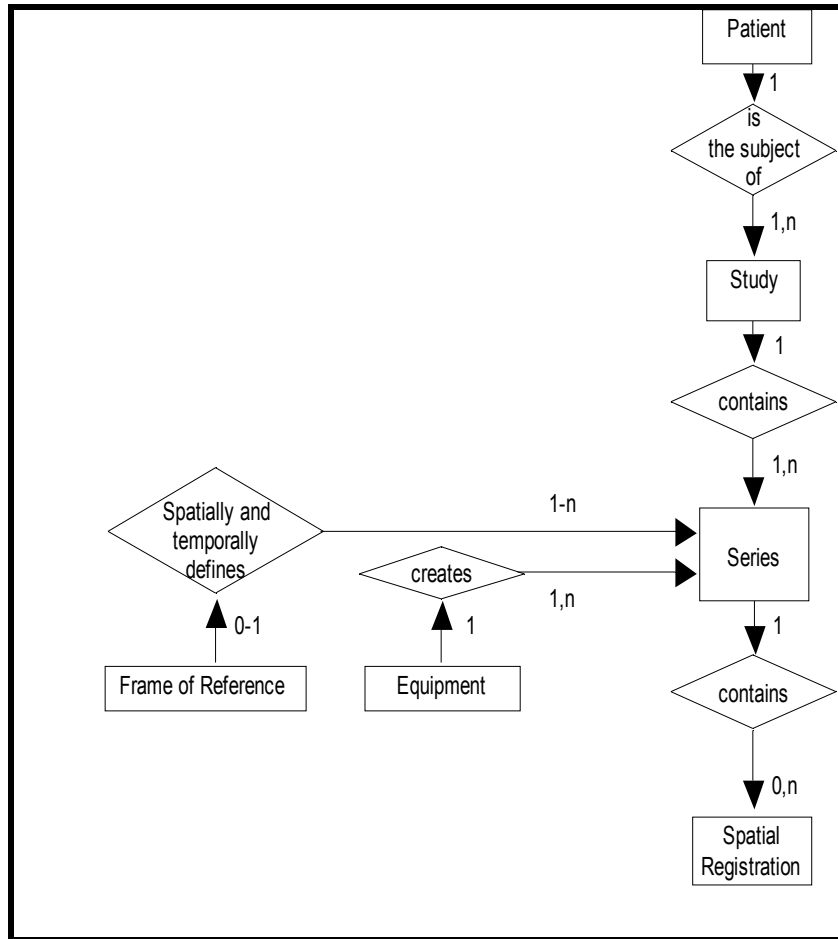 Patient
1
is
the subject
of
1,n
Study
1
contains
1,n
Spatially and
temporally
defines
1-n
creates
1,n
Series
0-1
1
1
Frame of Reference
Equipment
contains
0,n
Spatial
Registration